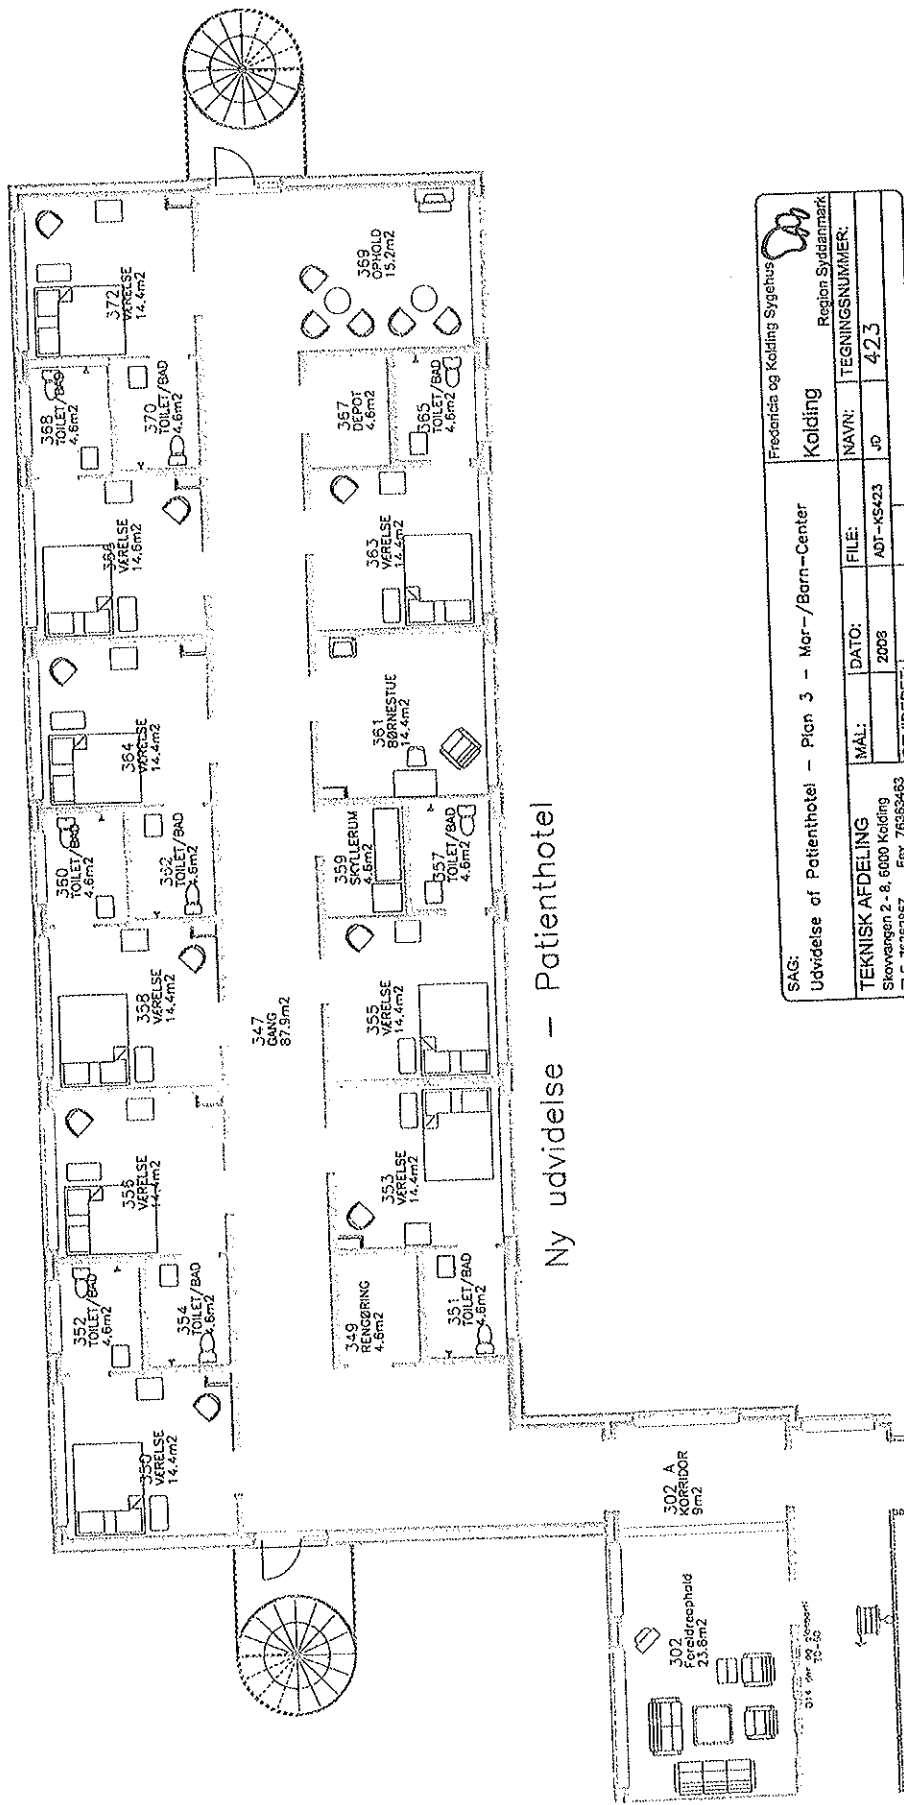 372
VÆRELSE
14.4m2
368
TOILET/BAD
4.6m2
370
TOILET/BAD
4.6m2
366
VÆRELSE
14.6m2
364
VÆRELSE
14.4m2
360
TOILET/BAD
4.6m2
362
TOILET/BAD
4.6m2
358
VÆRELSE
14.4m2
356
VÆRELSE
14.4m2
352
TOILET/BAD
4.6m2
354
TOILET/BAD
4.6m2
350
VÆRELSE
14.4m2
347
GANG
87.9m2
369
OPHOLD
15.2m2
367
DEPOT
4.6m2
365
TOILET/BAD
4.6m2
363
VÆRELSE
14.4m2
361
BØRNESTUE
14.4m2
359
SKYLLERUM
4.6m2
357
TOILET/BAD
4.6m2
355
VÆRELSE
14.4m2
353
VÆRELSE
14.4m2
349
RENGØRING
4.6m2
351
TOILET/BAD
4.6m2
302 A
KORRIDOR
9m2
302
Forældreophold
23.8m2
Ny udvidelse - Patienthotel
SAG:
Udvidelse af Patienthotel - Plan 3 - Mor-/Barn-Center
Fredericia og Kolding Sygehus
Kolding
Region Syddanmark
TEKNISK AFDELING
Skovvangen 2 - 8, 6000 Kolding
Fax. 76363463
MÅL:
DATO:
2008
FILE:
ADT-KS423
NAVN:
JD
TEGNINGSNUMMER:
423